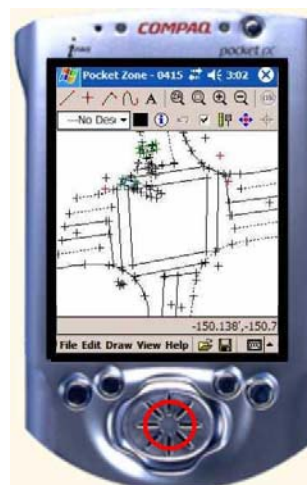 COMPAQ
iPAQ
pocket pc
Pocket Zone - 0415 3:02
A
---No Des
-150.138',-150.7
File Edit Draw View Help